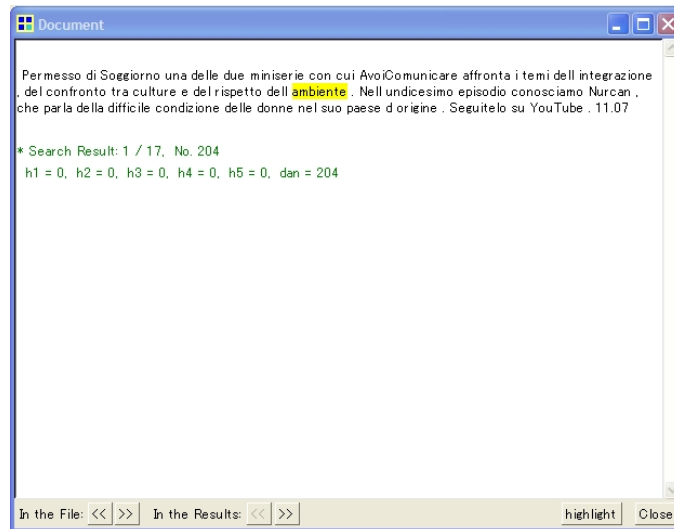 Document
Permesso di Soggiorno una delle due miniserie con cui AvoiComunicare affronta i temi dell integrazione
, del confronto tra culture e del rispetto dell ambiente . Nell undicesimo episodio conosciamo Nurcan ,
che parla della difficile condizione delle donne nel suo paese d origine . Seguitelo su YouTube . 11.07
* Search Result: 1 / 17, No. 204
h1 = 0, h2 = 0, h3 = 0, h4 = 0, h5 = 0, dan = 204
In the File: << >> In the Results: << >> highlight Close